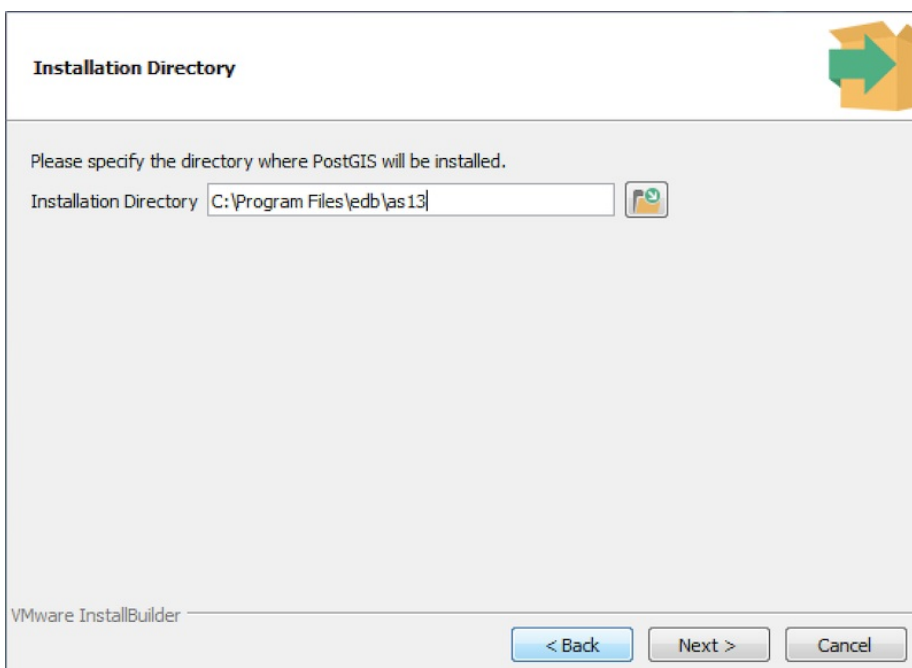 Installation Directory
Please specify the directory where PostGIS will be installed.
Installation Directory C:\Program Files\edb\as13
VMware InstallBuilder
< Back Next > Cancel